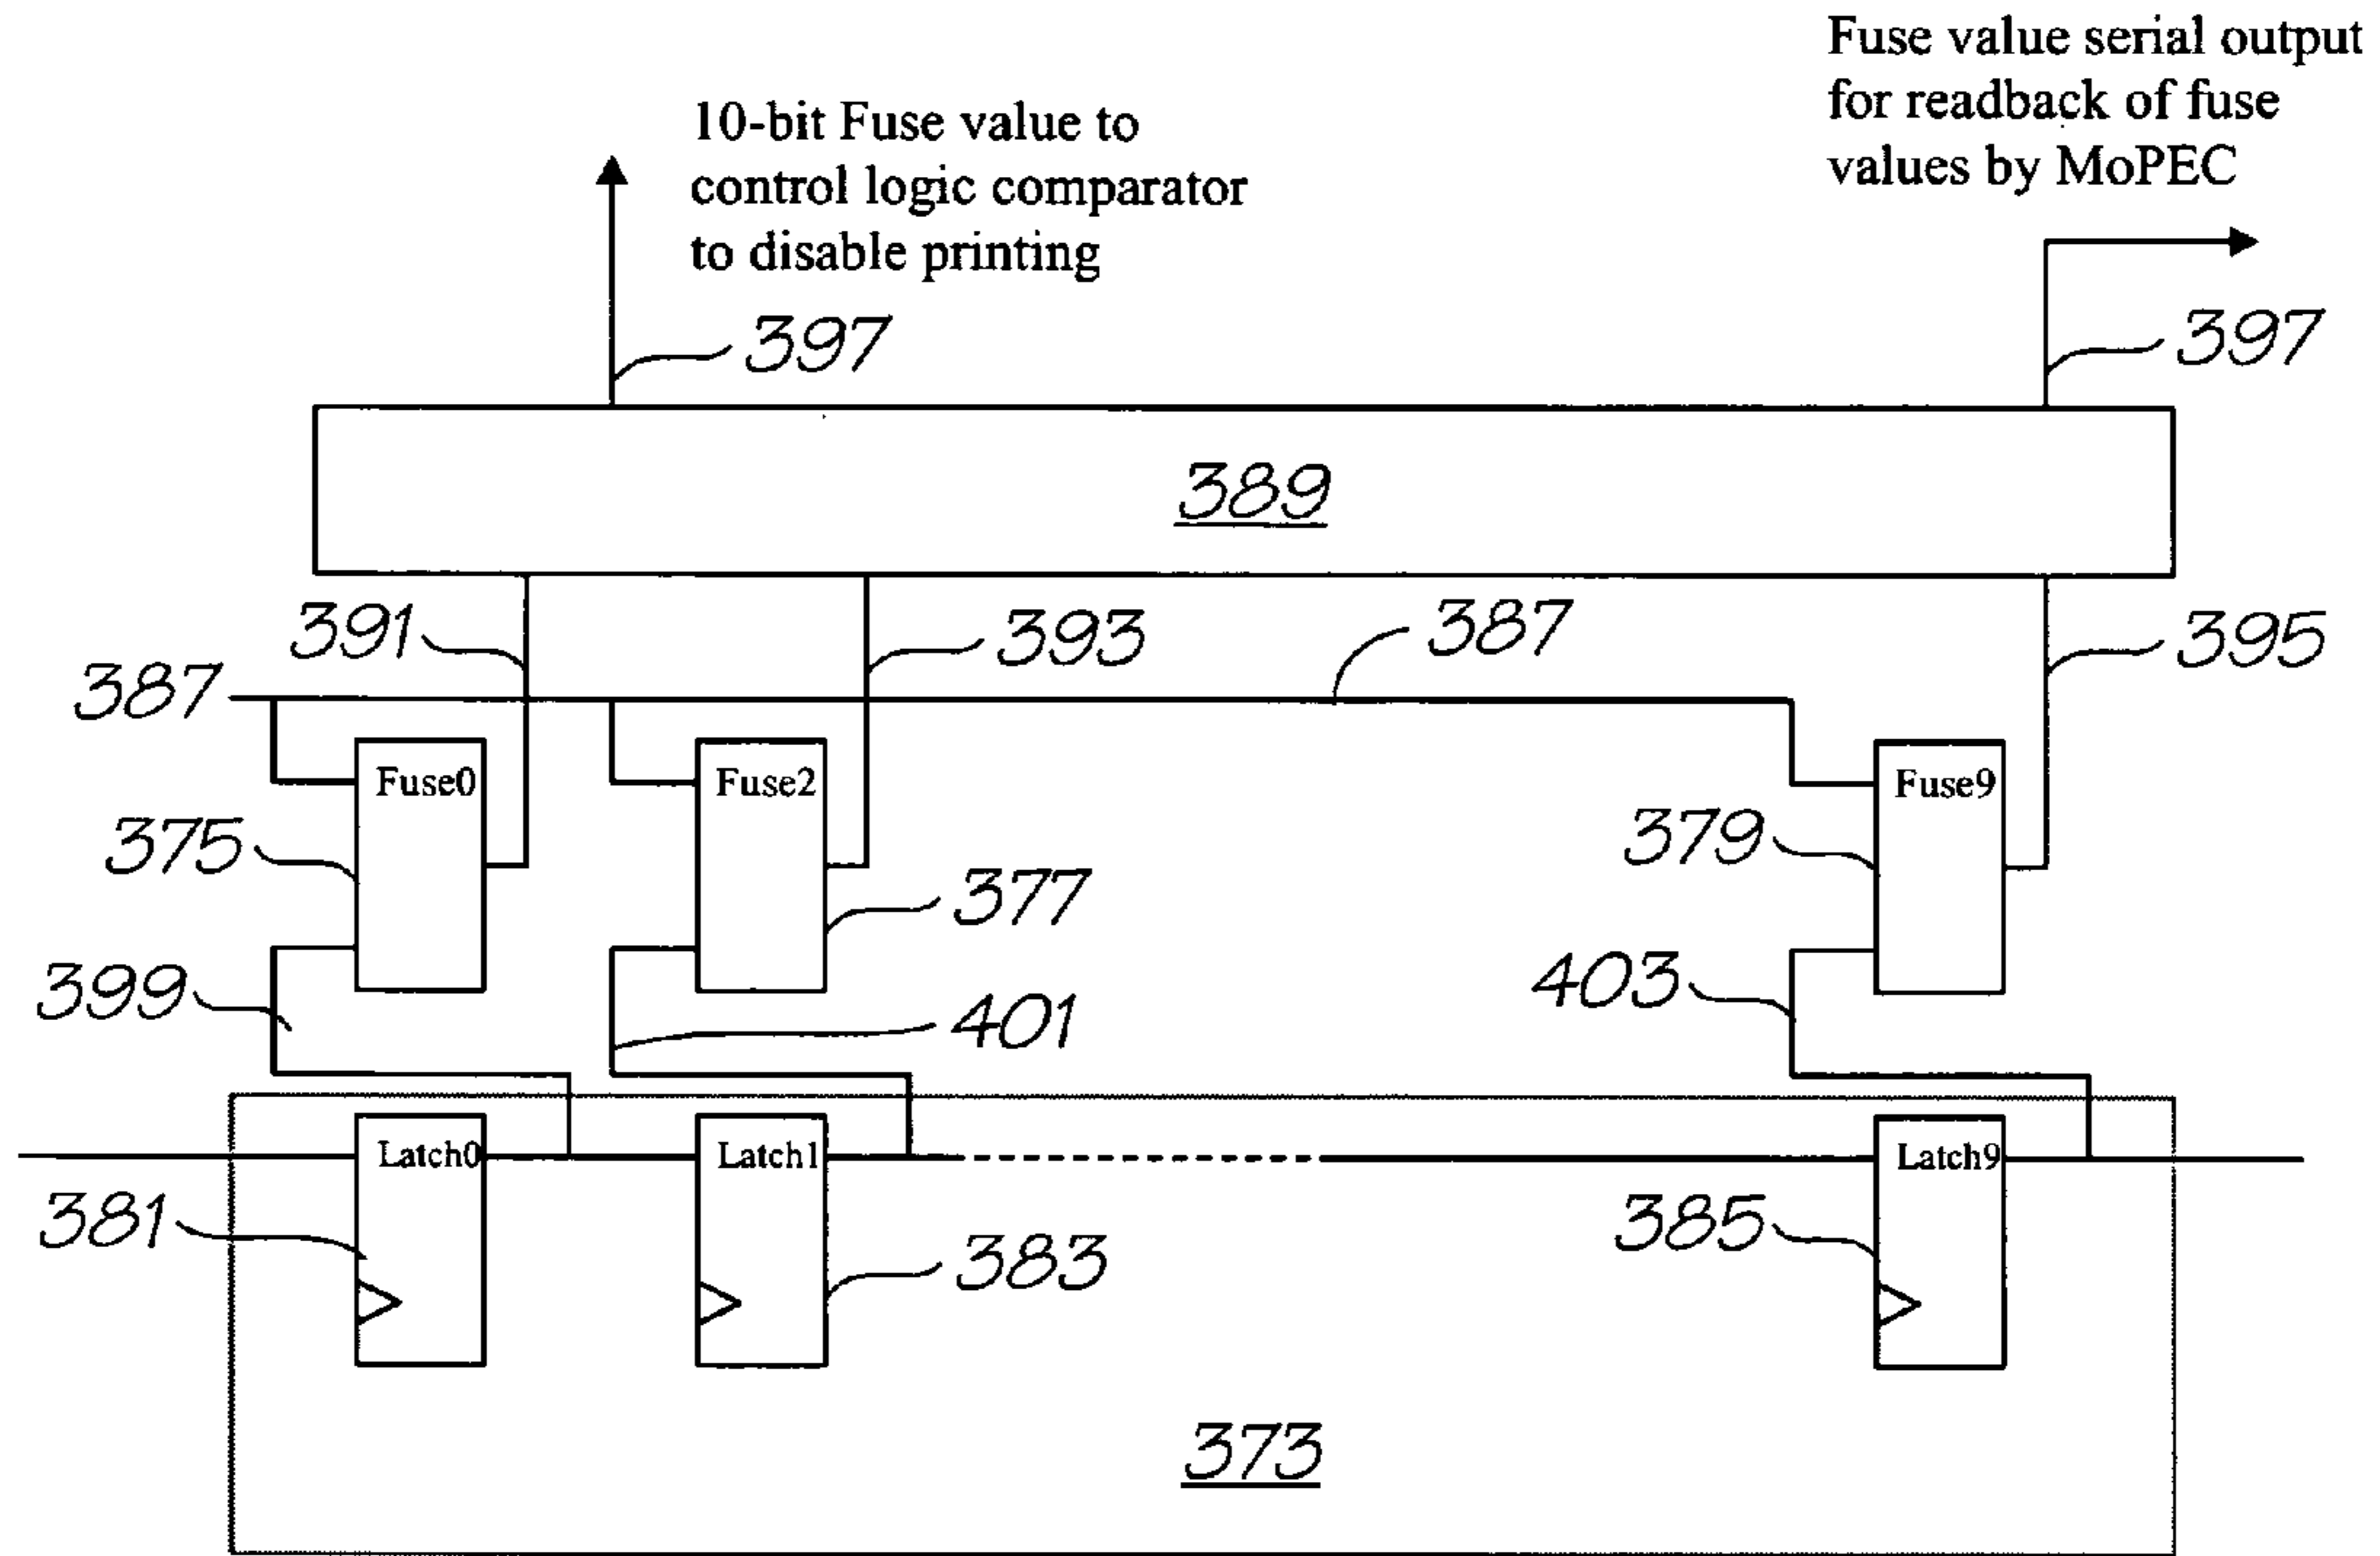 Fuse value serial output
for readback of fuse
values by MoPEC
10-bit Fuse value to
control logic comparator
to disable printing
397
397
389
391
393
387
395
387
Fuse0
Fuse2
Fuse9
375
379
377
399
403
401
Latch0
Latch1
Latch9
381
385
383
373